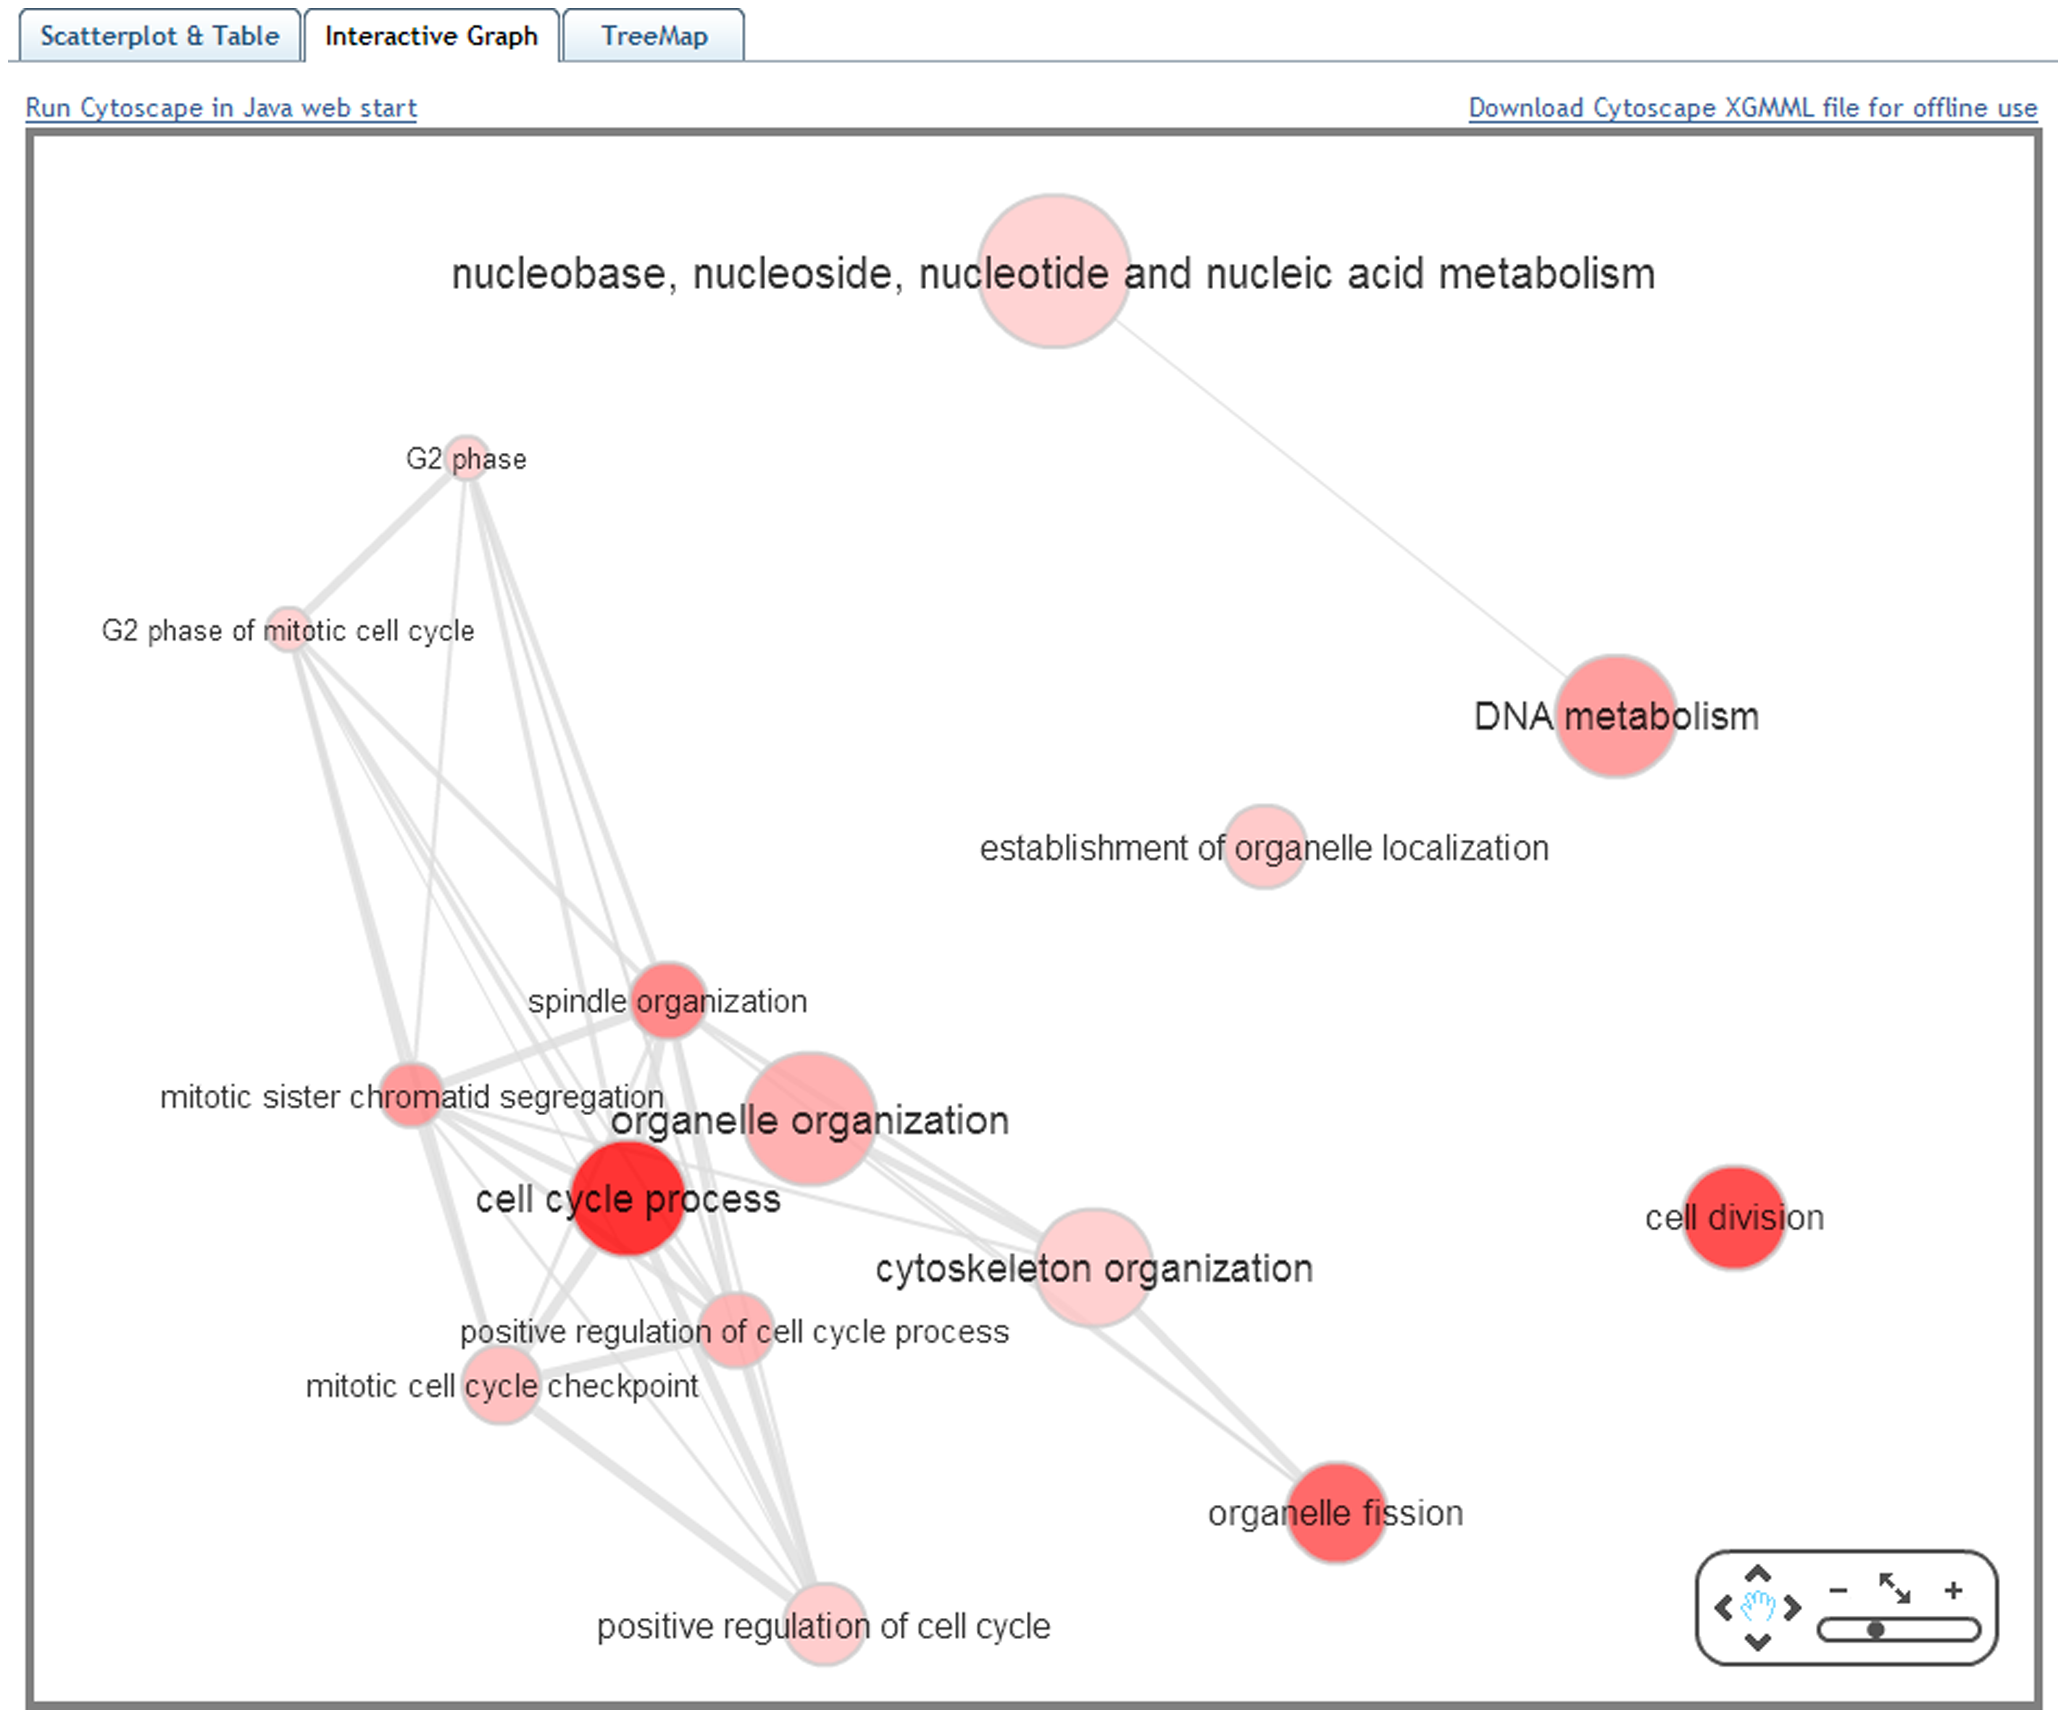 Scatterplot & Table
Interactive Graph
TreeMap
Run Cytoscape in Java web start
Download Cytoscape XGMML file for offline use
nucleobase, nucleoside, nucleotide and nucleic acid metabolism
G2 phase
G2 phase of mitotic cell cycle
DNA metabolism
establishment of organelle localization
spindle organization
mitotic sister chromatid segregation
organelle organization
cell cycle process
cell division
cytoskeleton organization
positive regulation of cell cycle process
mitotic cell cycle checkpoint
organelle fission
positive regulation of cell cycle